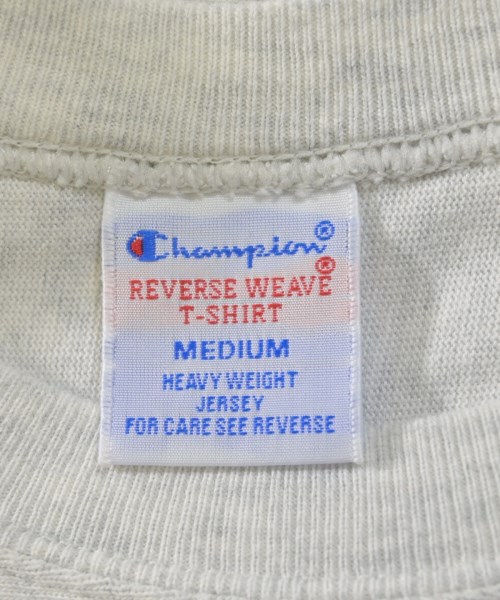 Champion®
REVERSE WEAVE®
T-SHIRT
MEDIUM
HEAVY WEIGHT
JERSEY
FOR CARE SEE REVERSE